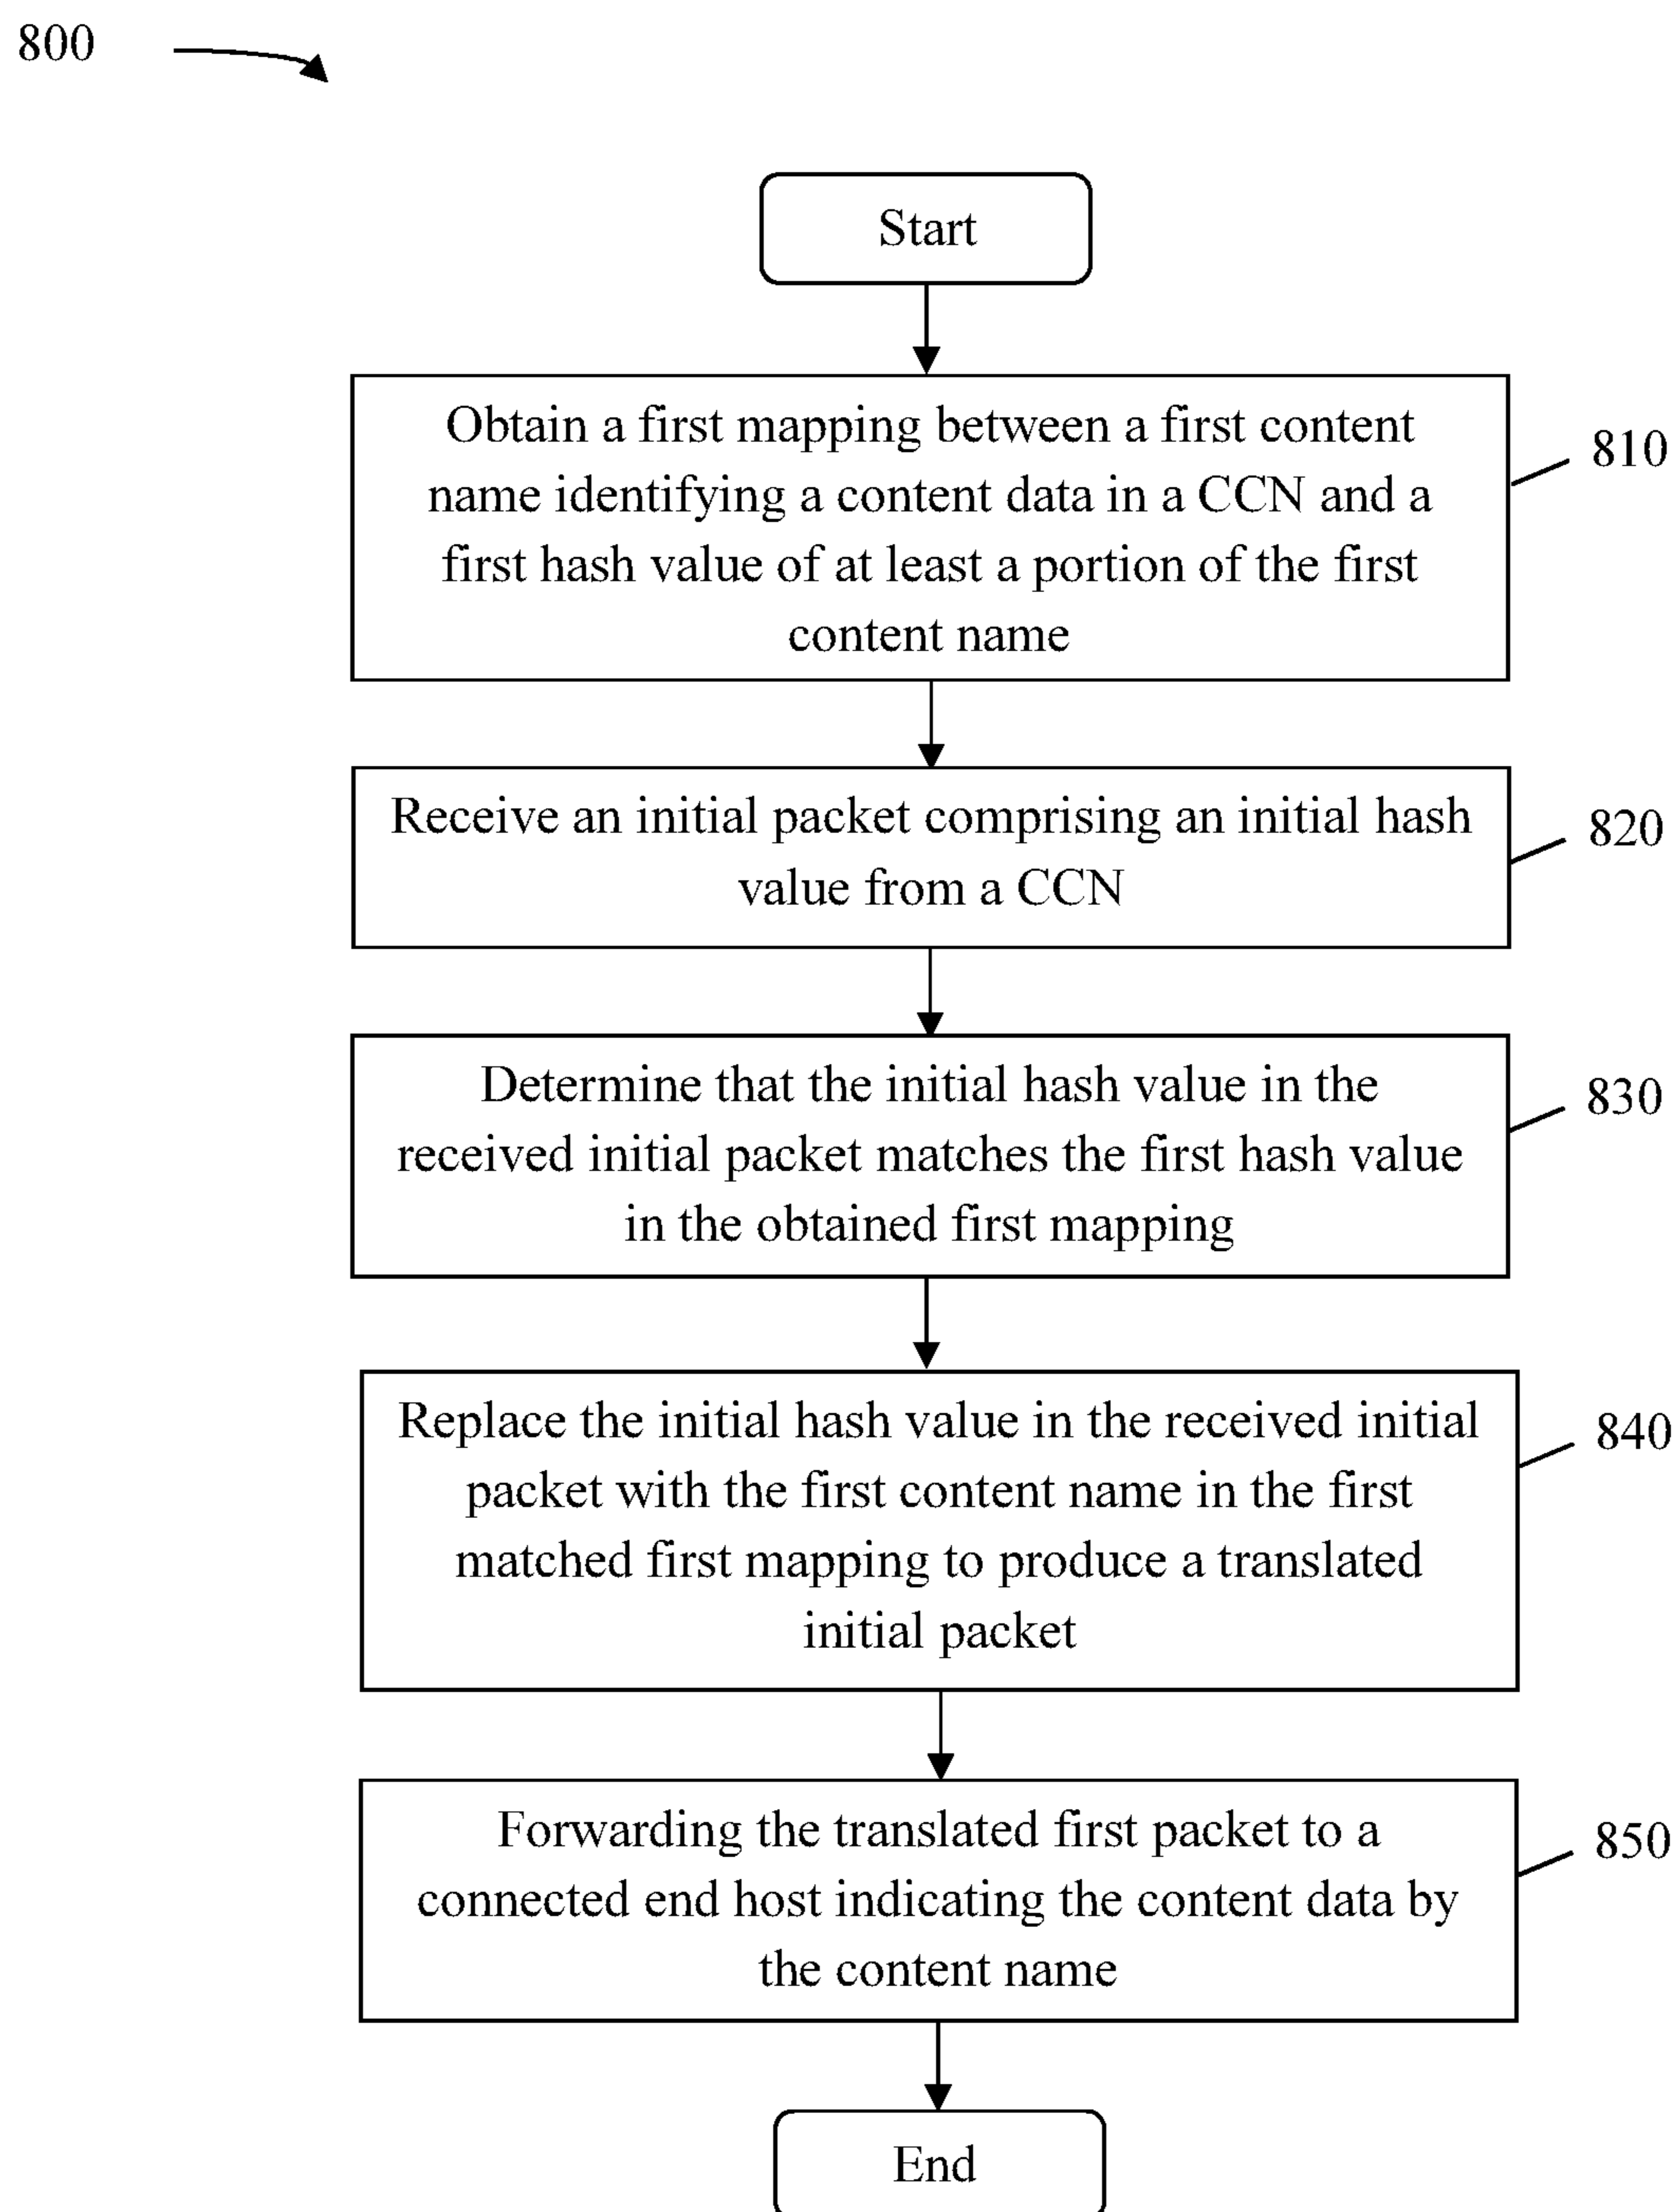 800
Start
Obtain a first mapping between a first content
name identifying a content data in a CCN and a
first hash value of at least a portion of the first
content name
810
Receive an initial packet comprising an initial hash
value from a CCN
820
Determine that the initial hash value in the
received initial packet matches the first hash value
in the obtained first mapping
830
Replace the initial hash value in the received initial
packet with the first content name in the first
matched first mapping to produce a translated
initial packet
840
Forwarding the translated first packet to a
connected end host indicating the content data by
the content name
850
End